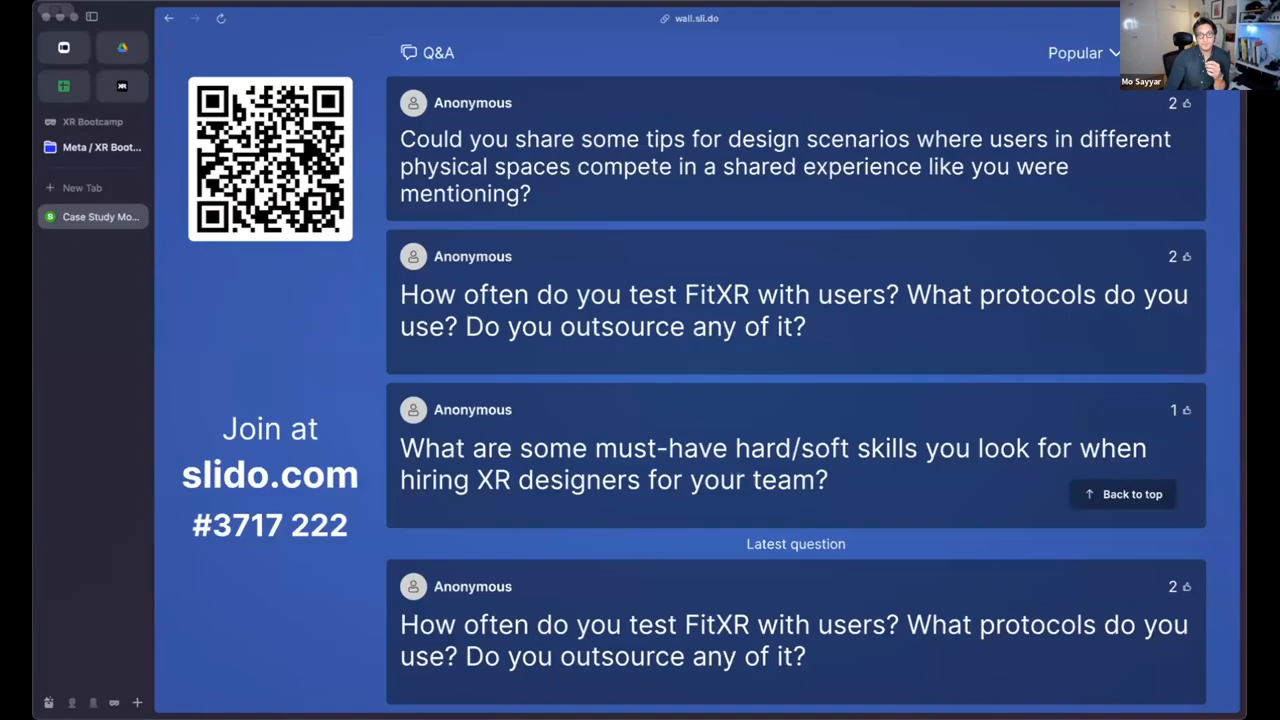 wall.sli.do
Mo Sayyar
XR
XR Bootcamp
Meta / XR Boot...
New Tab
S
Case Study Mo...
Join at
slido.com
#3717 222
Q&A
Popular
Anonymous
2
Could you share some tips for design scenarios where users in different
physical spaces compete in a shared experience like you were
mentioning?
Anonymous
2
How often do you test FitXR with users? What protocols do you
use? Do you outsource any of it?
Anonymous
1
What are some must-have hard/soft skills you look for when
hiring XR designers for your team?
Back to top
Latest question
Anonymous
2
How often do you test FitXR with users? What protocols do you
use? Do you outsource any of it?